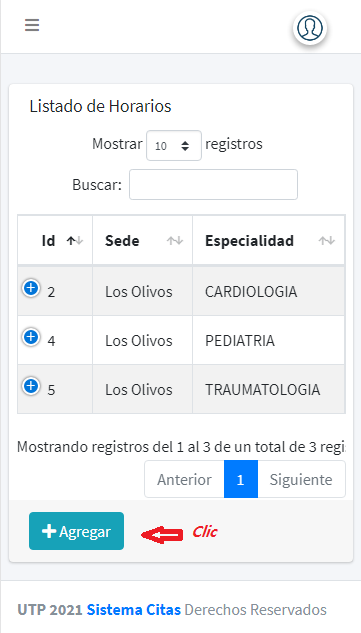 Listado de Horarios
Mostrar 10 registros
Buscar:
Id Sede Especialidad
2 Los Olivos CARDIOLOGIA
4 Los Olivos PEDIATRIA
5 Los Olivos TRAUMATOLOGIA
Mostrando registros del 1 al 3 de un total de 3 regi
Anterior 1 Siguiente
+ Agregar Clic
UTP 2021 Sistema Citas Derechos Reservados